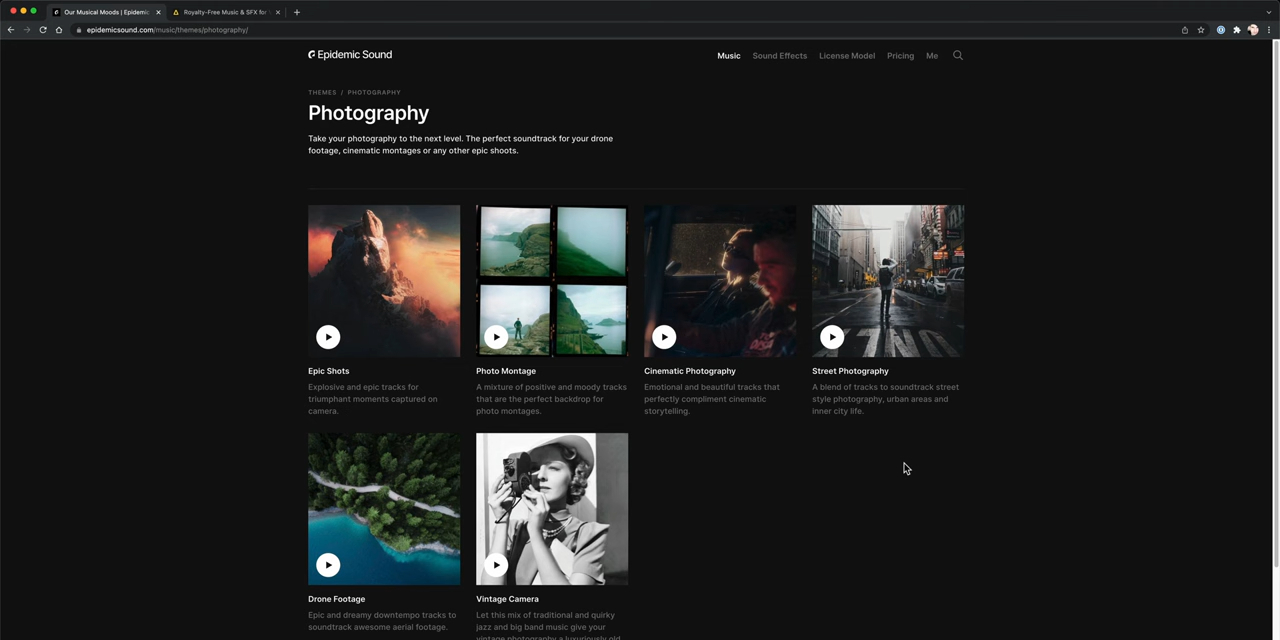 Our Musical Moods | Epidemic
Royalty-Free Music & SFX for
epidemicsound.com/music/themes/photography/
Epidemic Sound
Music
Sound Effects
License Model
Pricing
Me
THEMES / PHOTOGRAPHY
Photography
Take your photography to the next level. The perfect soundtrack for your drone
footage, cinematic montages or any other epic shoots.
Epic Shots
Explosive and epic tracks for
triumphant moments captured on
camera.
Photo Montage
A mixture of positive and moody tracks
that are the perfect backdrop for
photo montages.
Cinematic Photography
Emotional and beautiful tracks that
perfectly compliment cinematic
storytelling.
Street Photography
A blend of tracks to soundtrack street
style photography, urban areas and
inner city life.
Drone Footage
Epic and dreamy downtempo tracks to
soundtrack awesome aerial footage.
Vintage Camera
Let this mix of traditional and quirky
jazz and big band music give your
vintage photography a luxuriously old